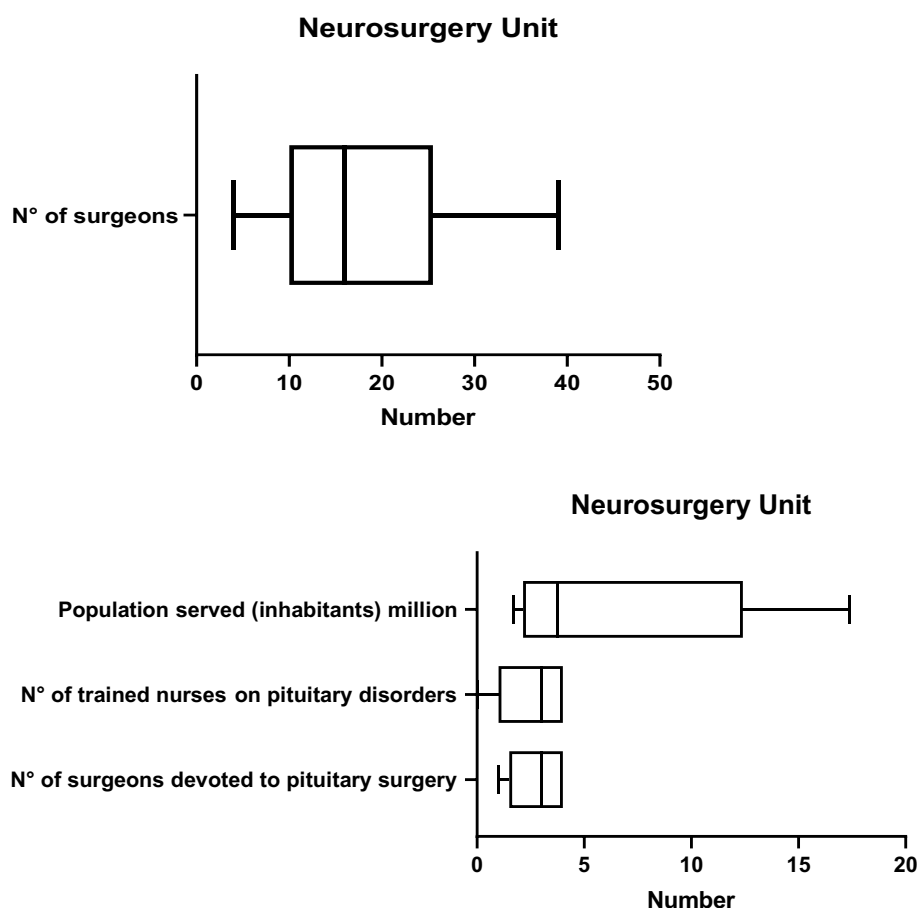 Neurosurgery Unit
N° of surgeons
0 10 20 30 40 50
Number
Neurosurgery Unit
Population served (inhabitants) million
N° of trained nurses on pituitary disorders
N° of surgeons devoted to pituitary surgery
0 5 10 15 20
Number